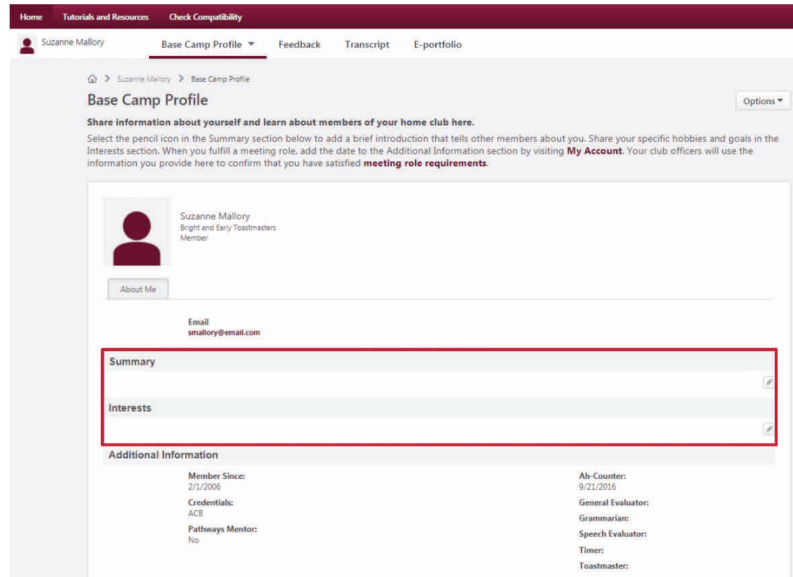 Home Tutorials and Resources Check Compatibility
Suzanne Mallory Base Camp Profile Feedback Transcript E-portfolio
Suzanne Mallory Base Camp Profile
Base Camp Profile
Options
Share information about yourself and learn about members of your home club here.
Select the pencil icon in the Summary section below to add a brief introduction that tells other members about you. Share your specific hobbies and goals in the
Interests section. When you fulfill a meeting role, add the date to the Additional Information section by visiting My Account. Your club officers will use the
information you provide here to confirm that you have satisfied meeting role requirements.
Suzanne Mallory
Bright and Early Toastmasters
Member
About Me
Email
smallory@email.com
Summary
Interests
Additional Information
Member Since:
2/1/2006
Credentials:
ACB
Pathways Mentor:
No
Ah-Counter:
9/21/2016
General Evaluator:
Grammarian:
Speech Evaluator:
Timer:
Toastmaster: